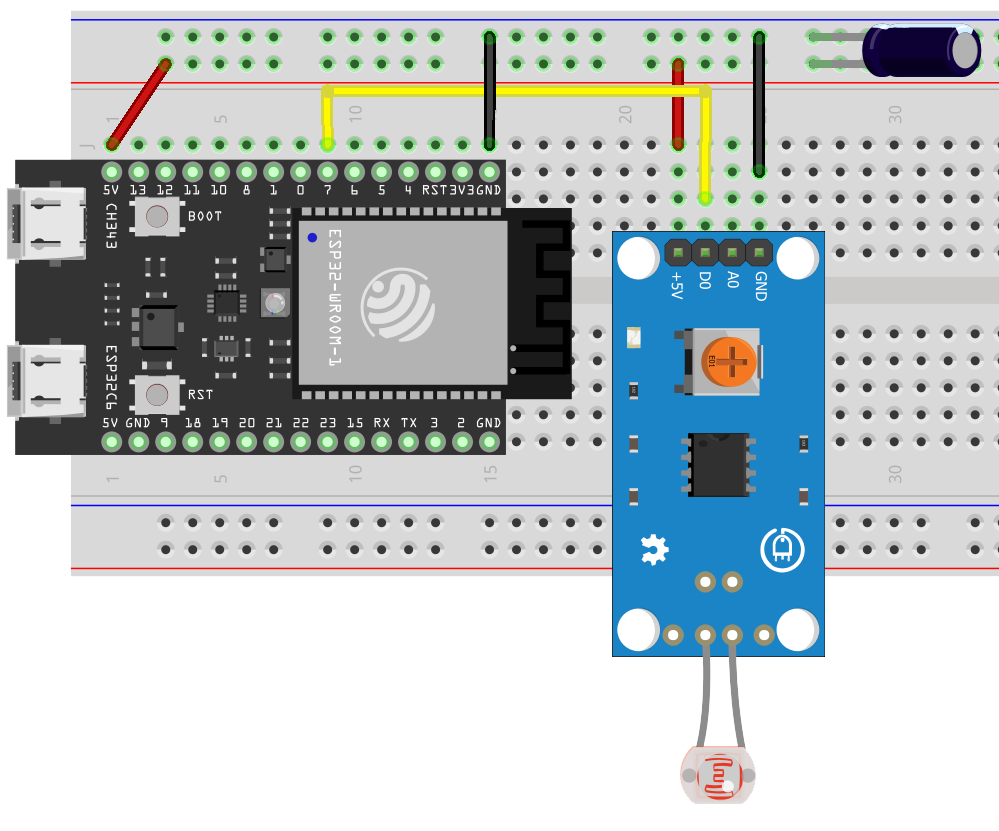 1 5 10 20 30
J
5V 13 12 11 10 8 1 0 7 6 5 4 RST 3V3 GND
CH343
BOOT
ESP32-WROOM-1
+5V D0 A0 GND
ESP35C6
RST
5V GND 9 18 19 20 21 22 23 15 RX TX 3 2 GND
1 5 10 15 30